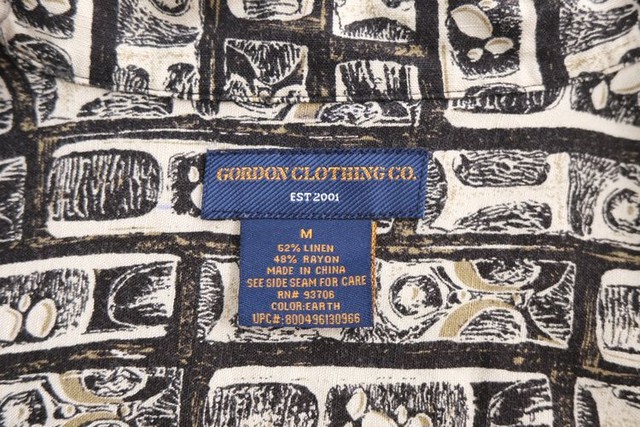 GORDON CLOTHING CO.
EST 2001
M
52% LINEN
48% RAYON
MADE IN CHINA
SEE SIDE SEAM FOR CARE
RN# 93706
COLOR:EARTH
UPC#:800496130966